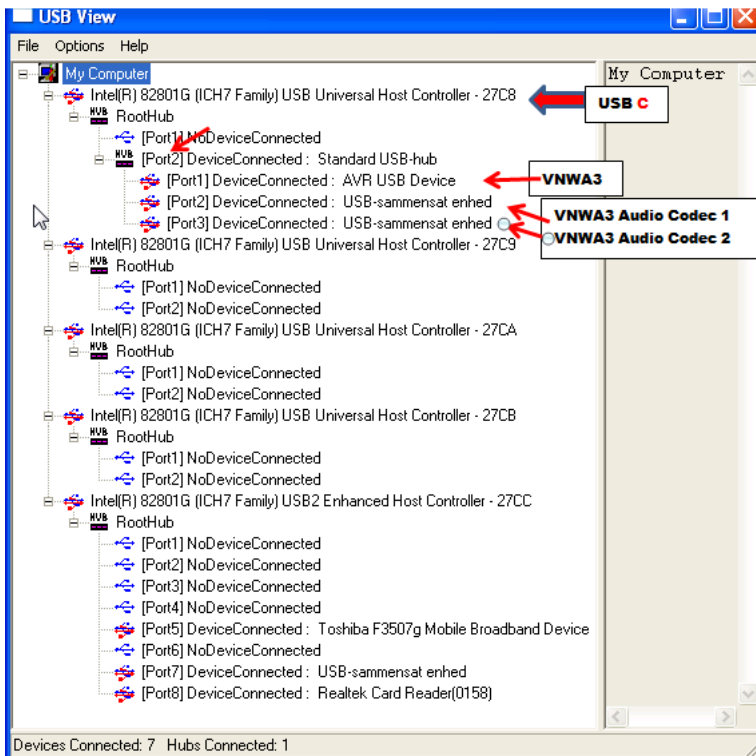 USB View
File Options Help
My Computer
My Computer
Intel(R) 82801G (ICH7 Family) USB Universal Host Controller - 27C8
USB C
HUB RootHub
[Port1] NoDeviceConnected
HUB [Port2] DeviceConnected : Standard USB-hub
[Port1] DeviceConnected : AVR USB Device
VNWA3
[Port2] DeviceConnected : USB-sammensat enhed
VNWA3 Audio Codec 1
[Port3] DeviceConnected : USB-sammensat enhed
VNWA3 Audio Codec 2
Intel(R) 82801G (ICH7 Family) USB Universal Host Controller - 27C9
HUB RootHub
[Port1] NoDeviceConnected
[Port2] NoDeviceConnected
Intel(R) 82801G (ICH7 Family) USB Universal Host Controller - 27CA
HUB RootHub
[Port1] NoDeviceConnected
[Port2] NoDeviceConnected
Intel(R) 82801G (ICH7 Family) USB Universal Host Controller - 27CB
HUB RootHub
[Port1] NoDeviceConnected
[Port2] NoDeviceConnected
Intel(R) 82801G (ICH7 Family) USB2 Enhanced Host Controller - 27CC
HUB RootHub
[Port1] NoDeviceConnected
[Port2] NoDeviceConnected
[Port3] NoDeviceConnected
[Port4] NoDeviceConnected
[Port5] DeviceConnected : Toshiba F3507g Mobile Broadband Device
[Port6] NoDeviceConnected
[Port7] DeviceConnected : USB-sammensat enhed
[Port8] DeviceConnected : Realtek Card Reader(0158)
Devices Connected: 7 Hubs Connected: 1